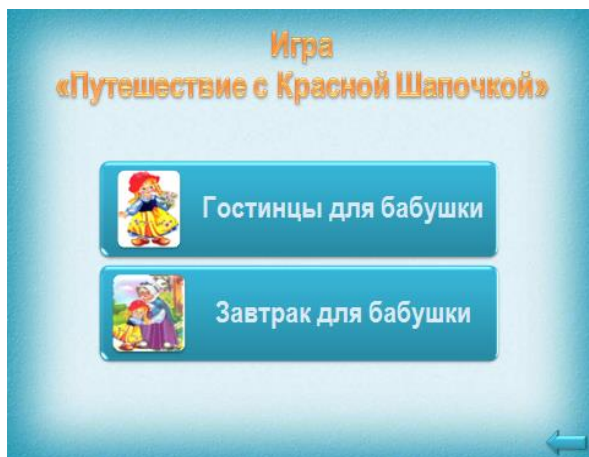 Игра
«Путешествие с Красной Шапочкой»
Гостинцы для бабушки
Завтрак для бабушки